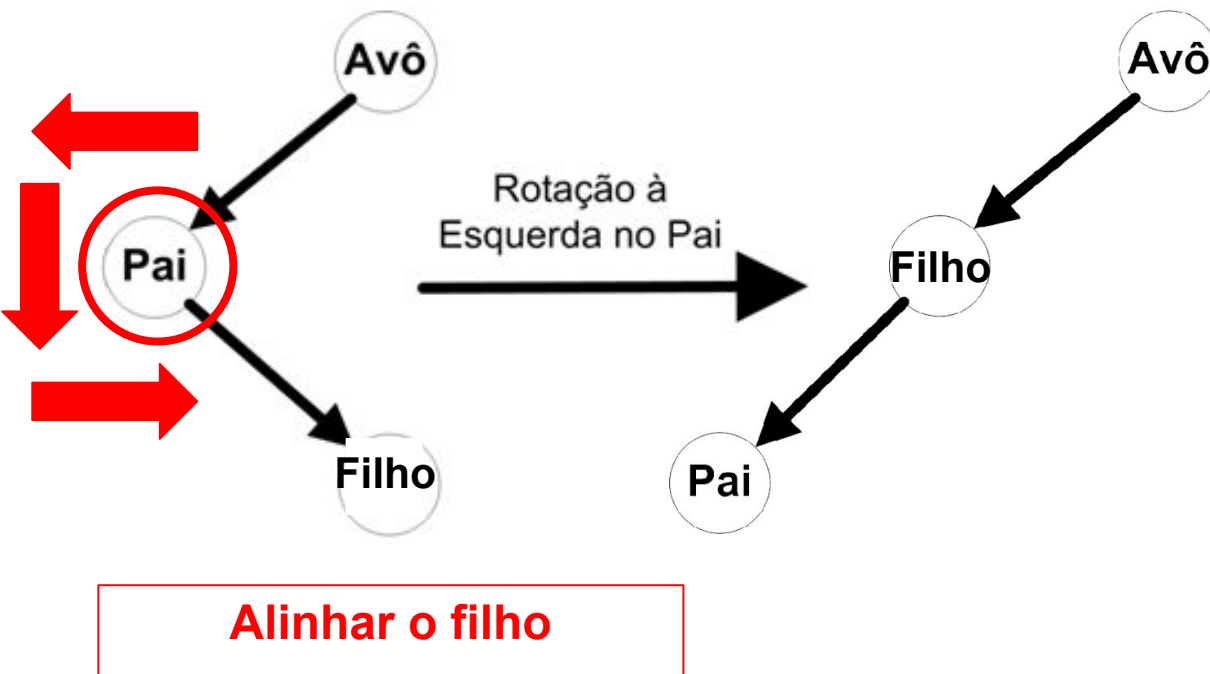 Avô
Avô
Rotação à
Esquerda no Pai
Pai
Filho
Filho
Pai
Alinhar o filho